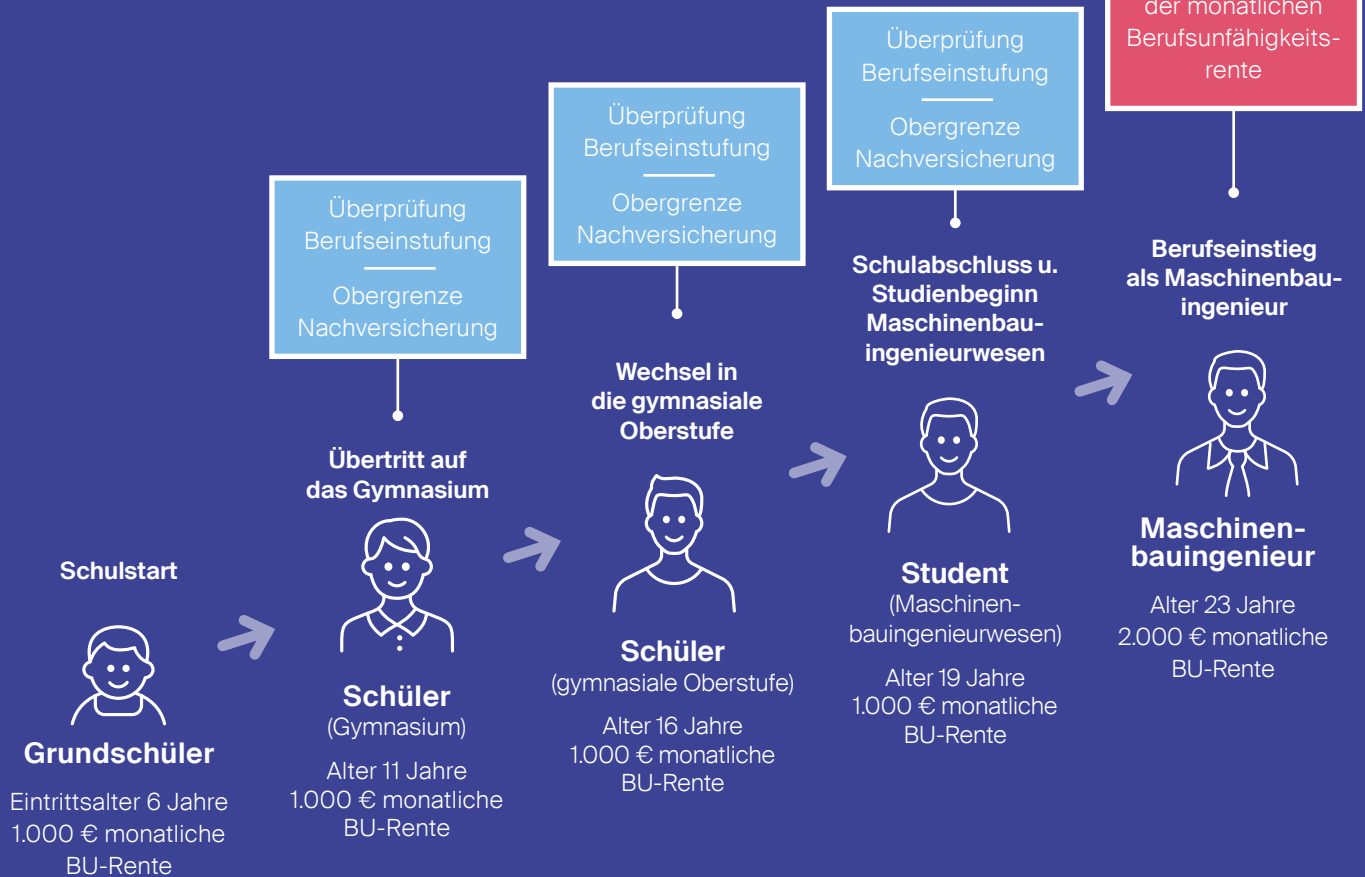 Schulstart
Grundschüler
Eintrittsalter 6 Jahre
1.000 € monatliche
BU-Rente
Überprüfung
Berufseinstufung
Obergrenze
Nachversicherung
Übertritt auf
das Gymnasium
Schüler
(Gymnasium)
Alter 11 Jahre
1.000 € monatliche
BU-Rente
Überprüfung
Berufseinstufung
Obergrenze
Nachversicherung
Wechsel in
die gymnasiale
Oberstufe
Schüler
(gymnasiale Oberstufe)
Alter 16 Jahre
1.000 € monatliche
BU-Rente
Überprüfung
Berufseinstufung
Obergrenze
Nachversicherung
Schulabschluss u.
Studienbeginn
Maschinenbau-
ingenieurwesen
Student
(Maschinen-
bauingenieurwesen)
Alter 19 Jahre
1.000 € monatliche
BU-Rente
der monatlichen
Berufsunfähigkeits-
rente
Berufseinstieg
als Maschinenbau-
ingenieur
Maschinen-
bauingenieur
Alter 23 Jahre
2.000 € monatliche
BU-Rente